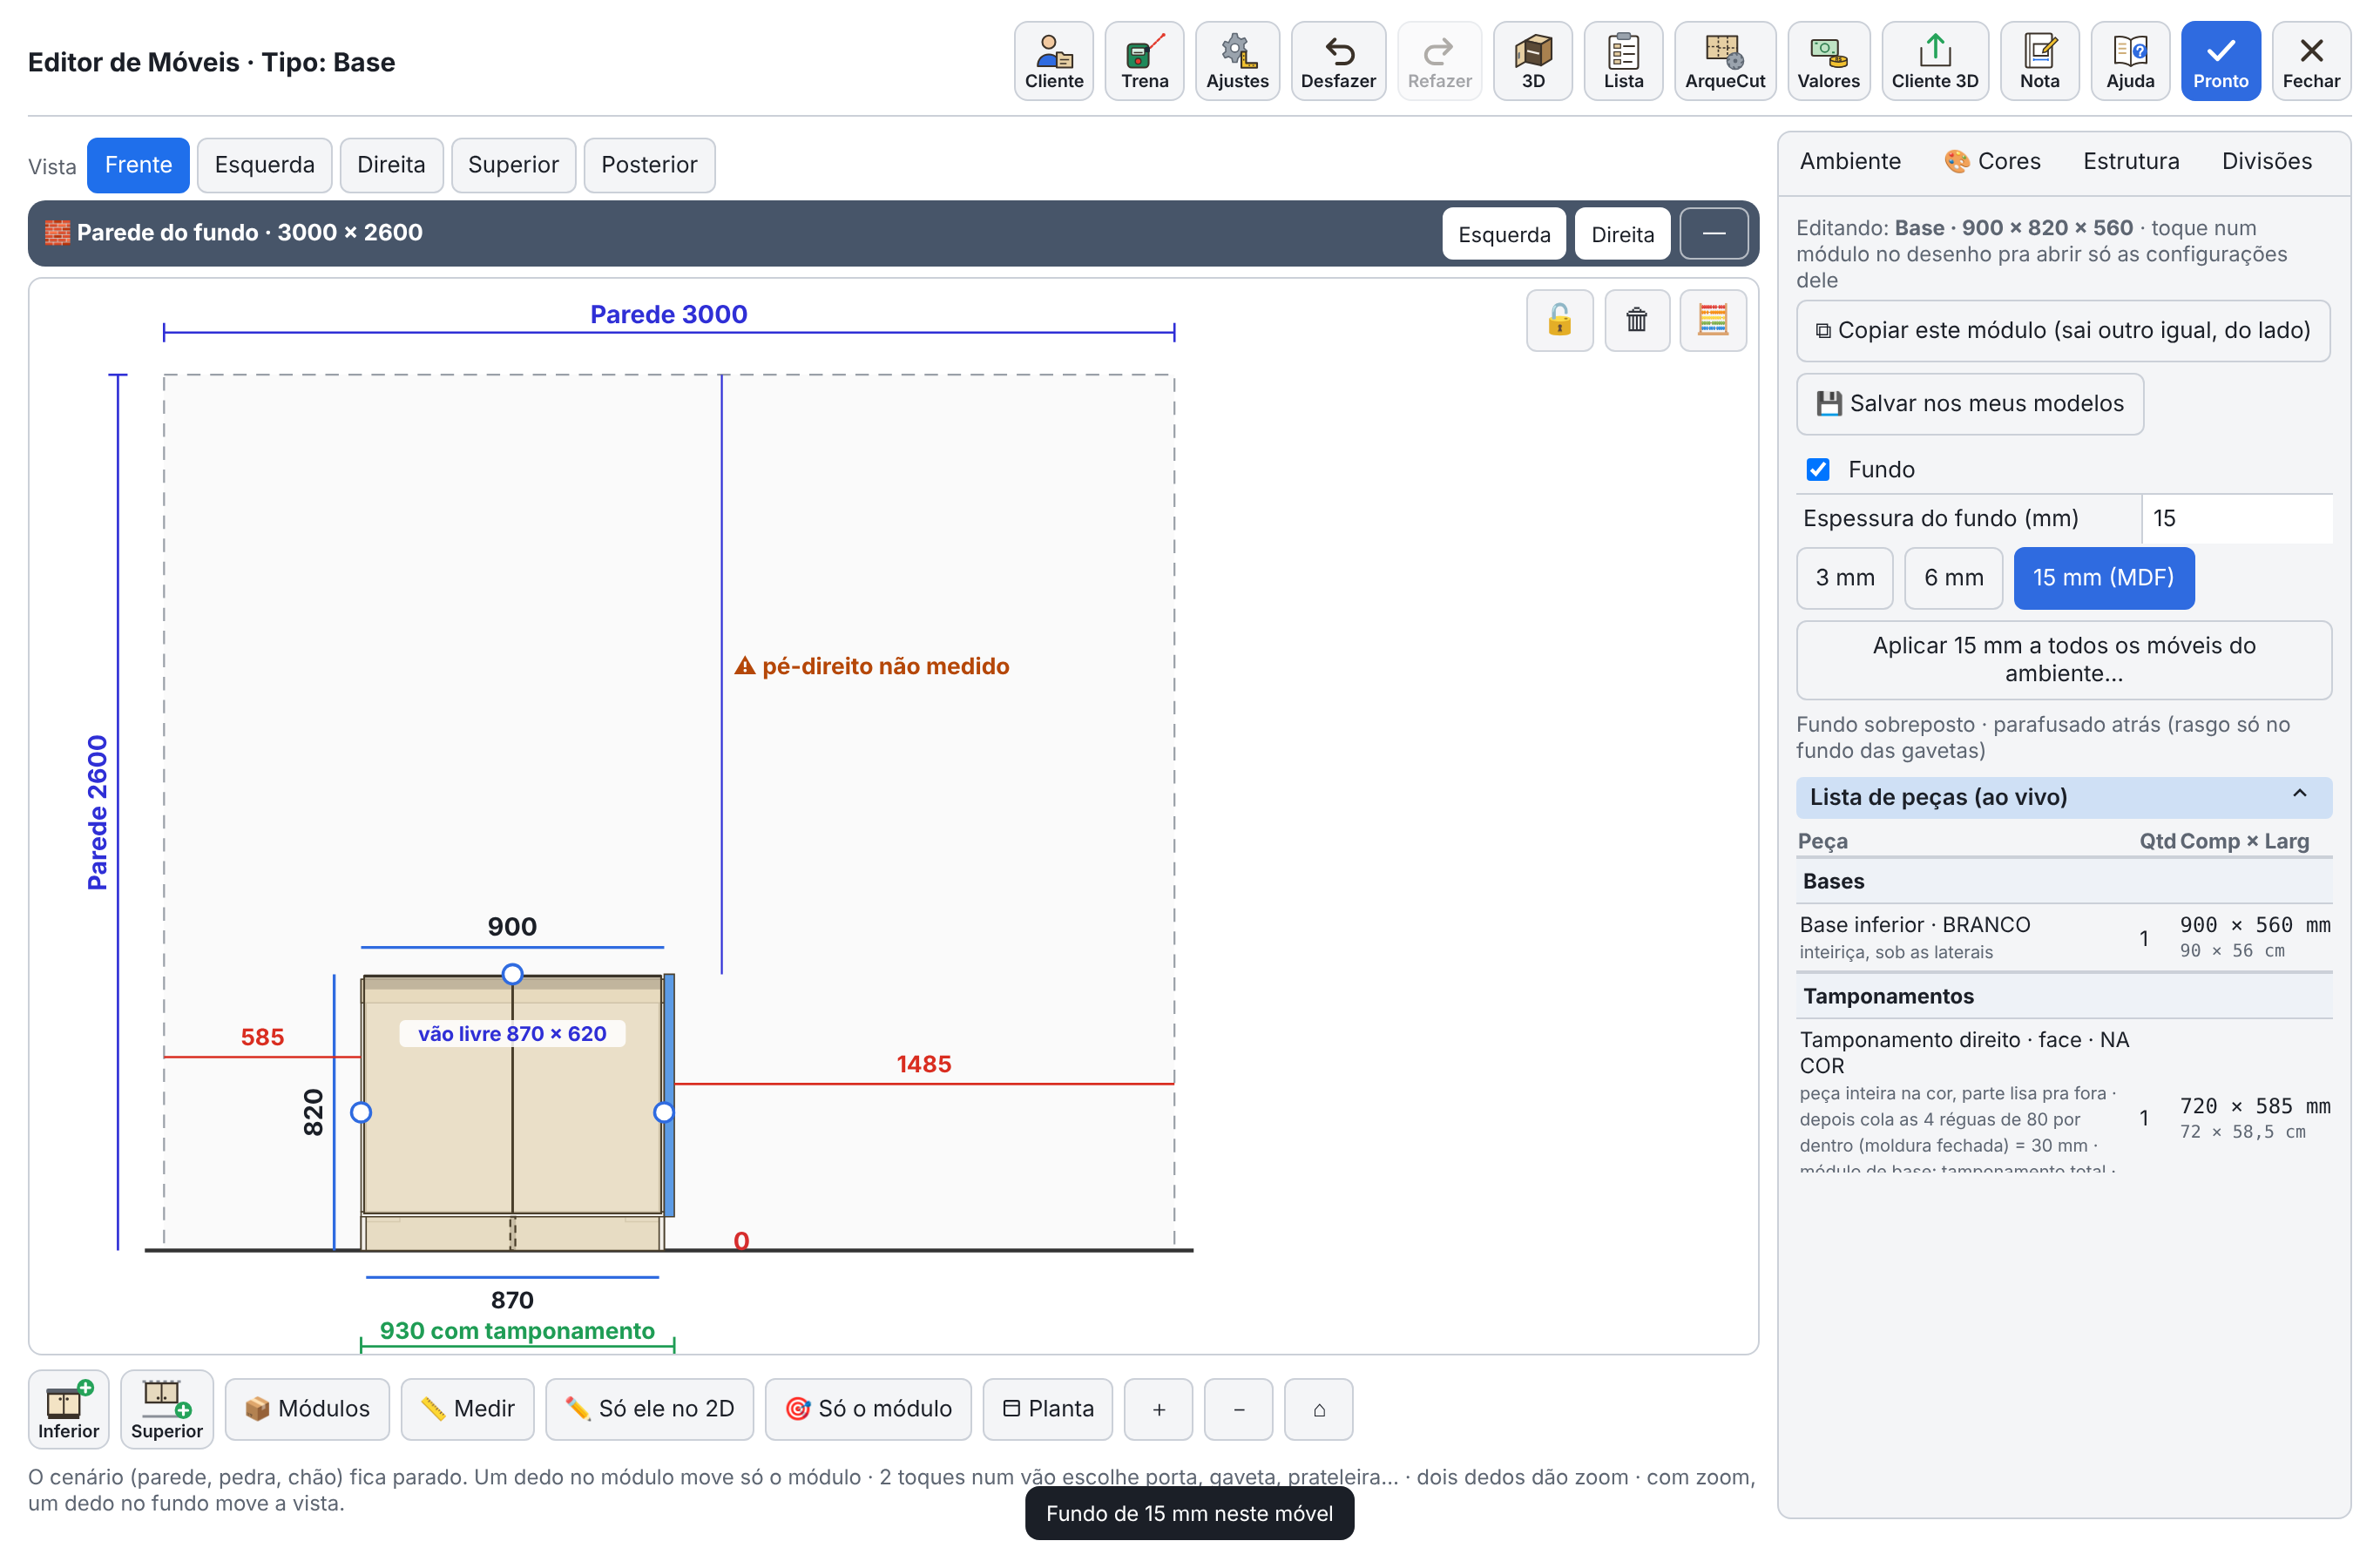 Editor de Móveis · Tipo: Base
Cliente
Trena
Ajustes
Desfazer
Refazer
3D
Lista
ArqueCut
Valores
Cliente 3D
Nota
Ajuda
Pronto
Fechar
Vista
Frente
Esquerda
Direita
Superior
Posterior
Parede do fundo · 3000 × 2600
Esquerda
Direita
—
Parede 3000
Parede 2600
pé-direito não medido
900
vão livre 870 × 620
585
820
1485
0
870
930 com tamponamento
Inferior
Superior
Módulos
Medir
Só ele no 2D
Só o módulo
Planta
+
−
O cenário (parede, pedra, chão) fica parado. Um dedo no módulo move só o módulo · 2 toques num vão escolhe porta, gaveta, prateleira... · dois dedos dão zoom · com zoom,
um dedo no fundo move a vista.
Fundo de 15 mm neste móvel
Ambiente
Cores
Estrutura
Divisões
Editando: Base · 900 × 820 × 560 · toque num
módulo no desenho pra abrir só as configurações
dele
Copiar este módulo (sai outro igual, do lado)
Salvar nos meus modelos
Fundo
Espessura do fundo (mm)
15
3 mm
6 mm
15 mm (MDF)
Aplicar 15 mm a todos os móveis do
ambiente...
Fundo sobreposto · parafusado atrás (rasgo só no
fundo das gavetas)
Lista de peças (ao vivo)
Peça Qtd Comp × Larg
Bases
Base inferior · BRANCO
inteiriça, sob as laterais
1
900 × 560 mm
90 × 56 cm
Tamponamentos
Tamponamento direito · face · NA
COR
peça inteira na cor, parte lisa pra fora ·
depois cola as 4 réguas de 80 por
dentro (moldura fechada) = 30 mm ·
módulo de base: tamponamento total ·
1
720 × 585 mm
72 × 58,5 cm